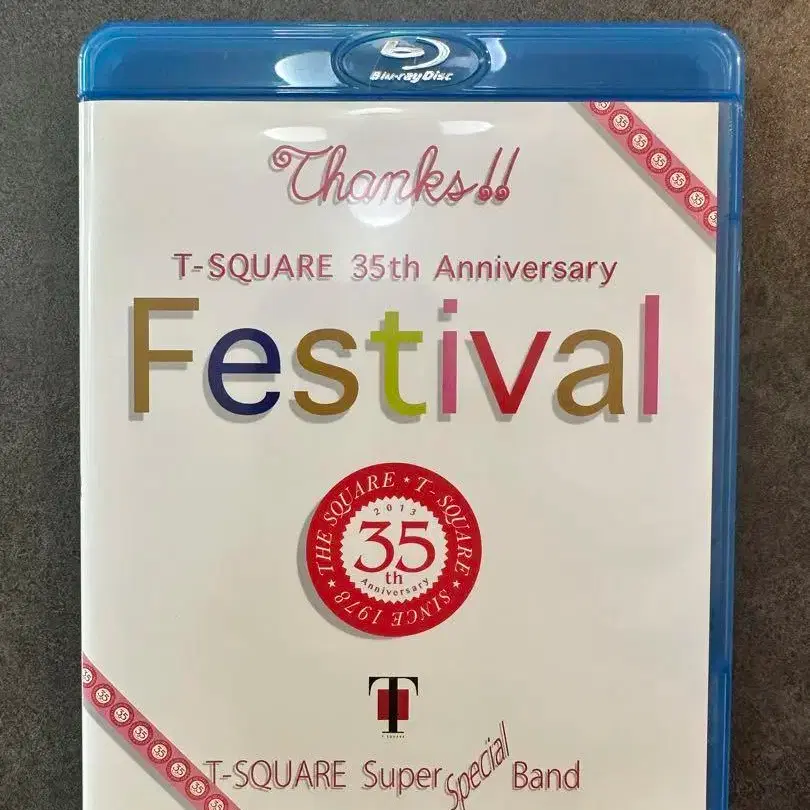 Blu-ray Disc
Thanks!!
T-SQUARE 35th Anniversary
Festival
THE SQUARE ★ T-SQUARE ★ SINCE 1978 ★
2013
35
th
Anniversary
T
T-SQUARE
T-SQUARE Super Special Band